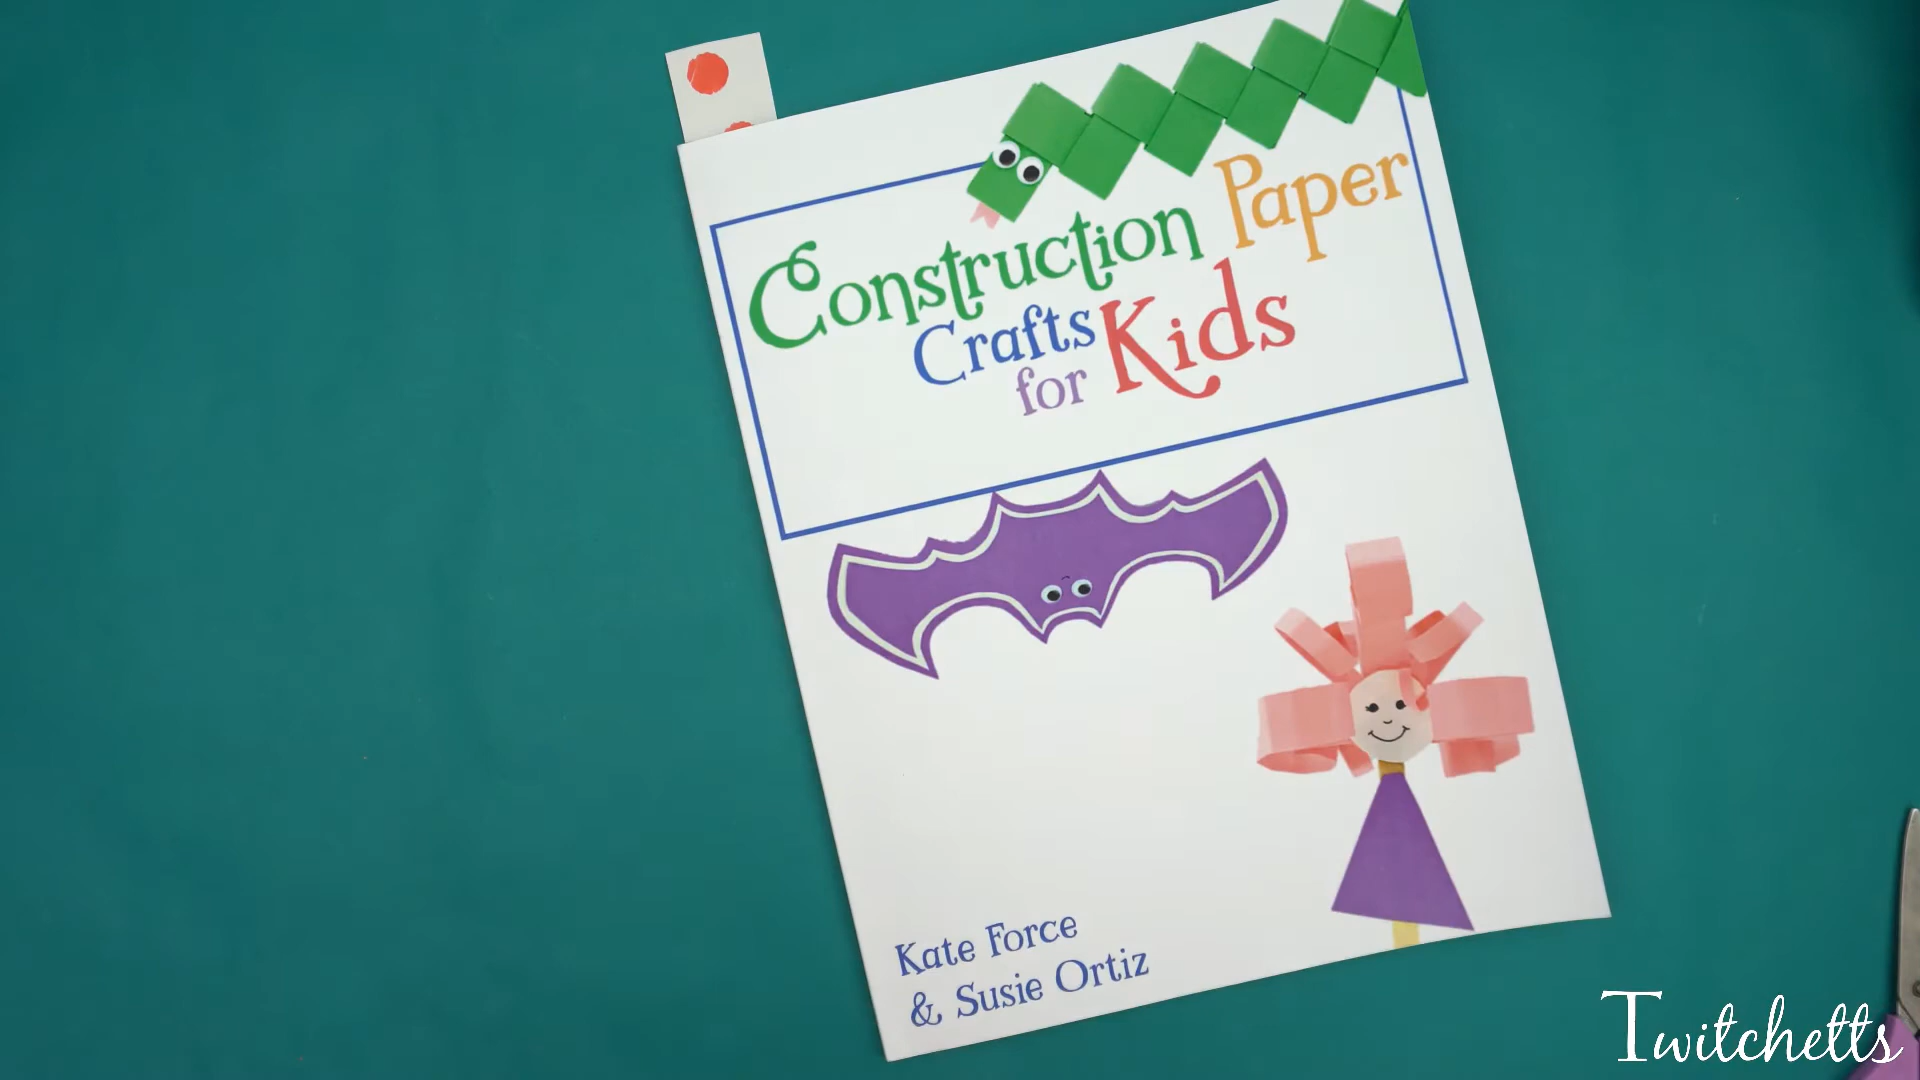 Construction Paper
Crafts Kids
for
Kate Force
& Susie Ortiz
Twitchetts